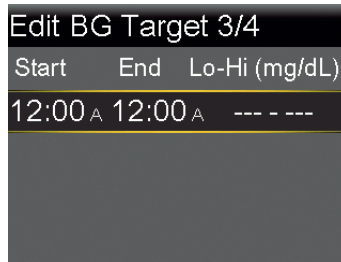 Edit BG Target 3/4
Start End Lo-Hi (mg/dL)
12:00 A 12:00 A --- - ---